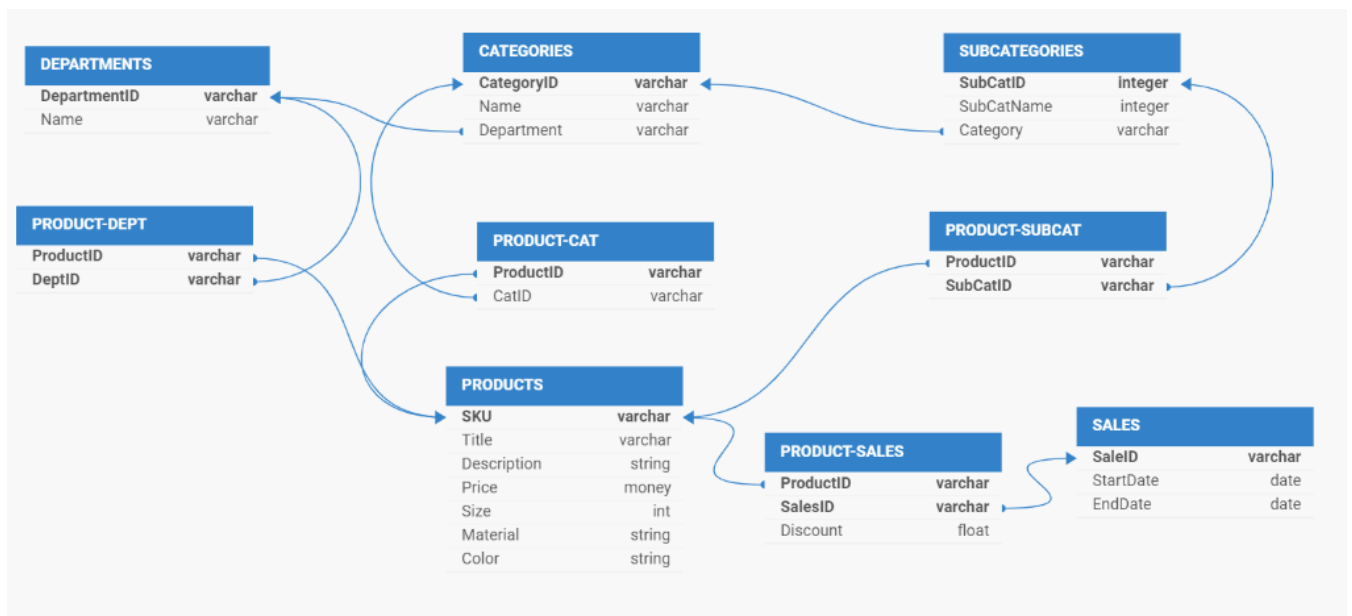 DEPARTMENTS
DepartmentID varchar
Name varchar
CATEGORIES
CategoryID varchar
Name varchar
Department varchar
SUBCATEGORIES
SubCatID integer
SubCatName integer
Category varchar
PRODUCT-DEPT
ProductID varchar
DeptID varchar
PRODUCT-CAT
ProductID varchar
CatID varchar
PRODUCT-SUBCAT
ProductID varchar
SubCatID varchar
PRODUCTS
SKU varchar
Title varchar
Description string
Price money
Size int
Material string
Color string
PRODUCT-SALES
ProductID varchar
SalesID varchar
Discount float
SALES
SaleID varchar
StartDate date
EndDate date